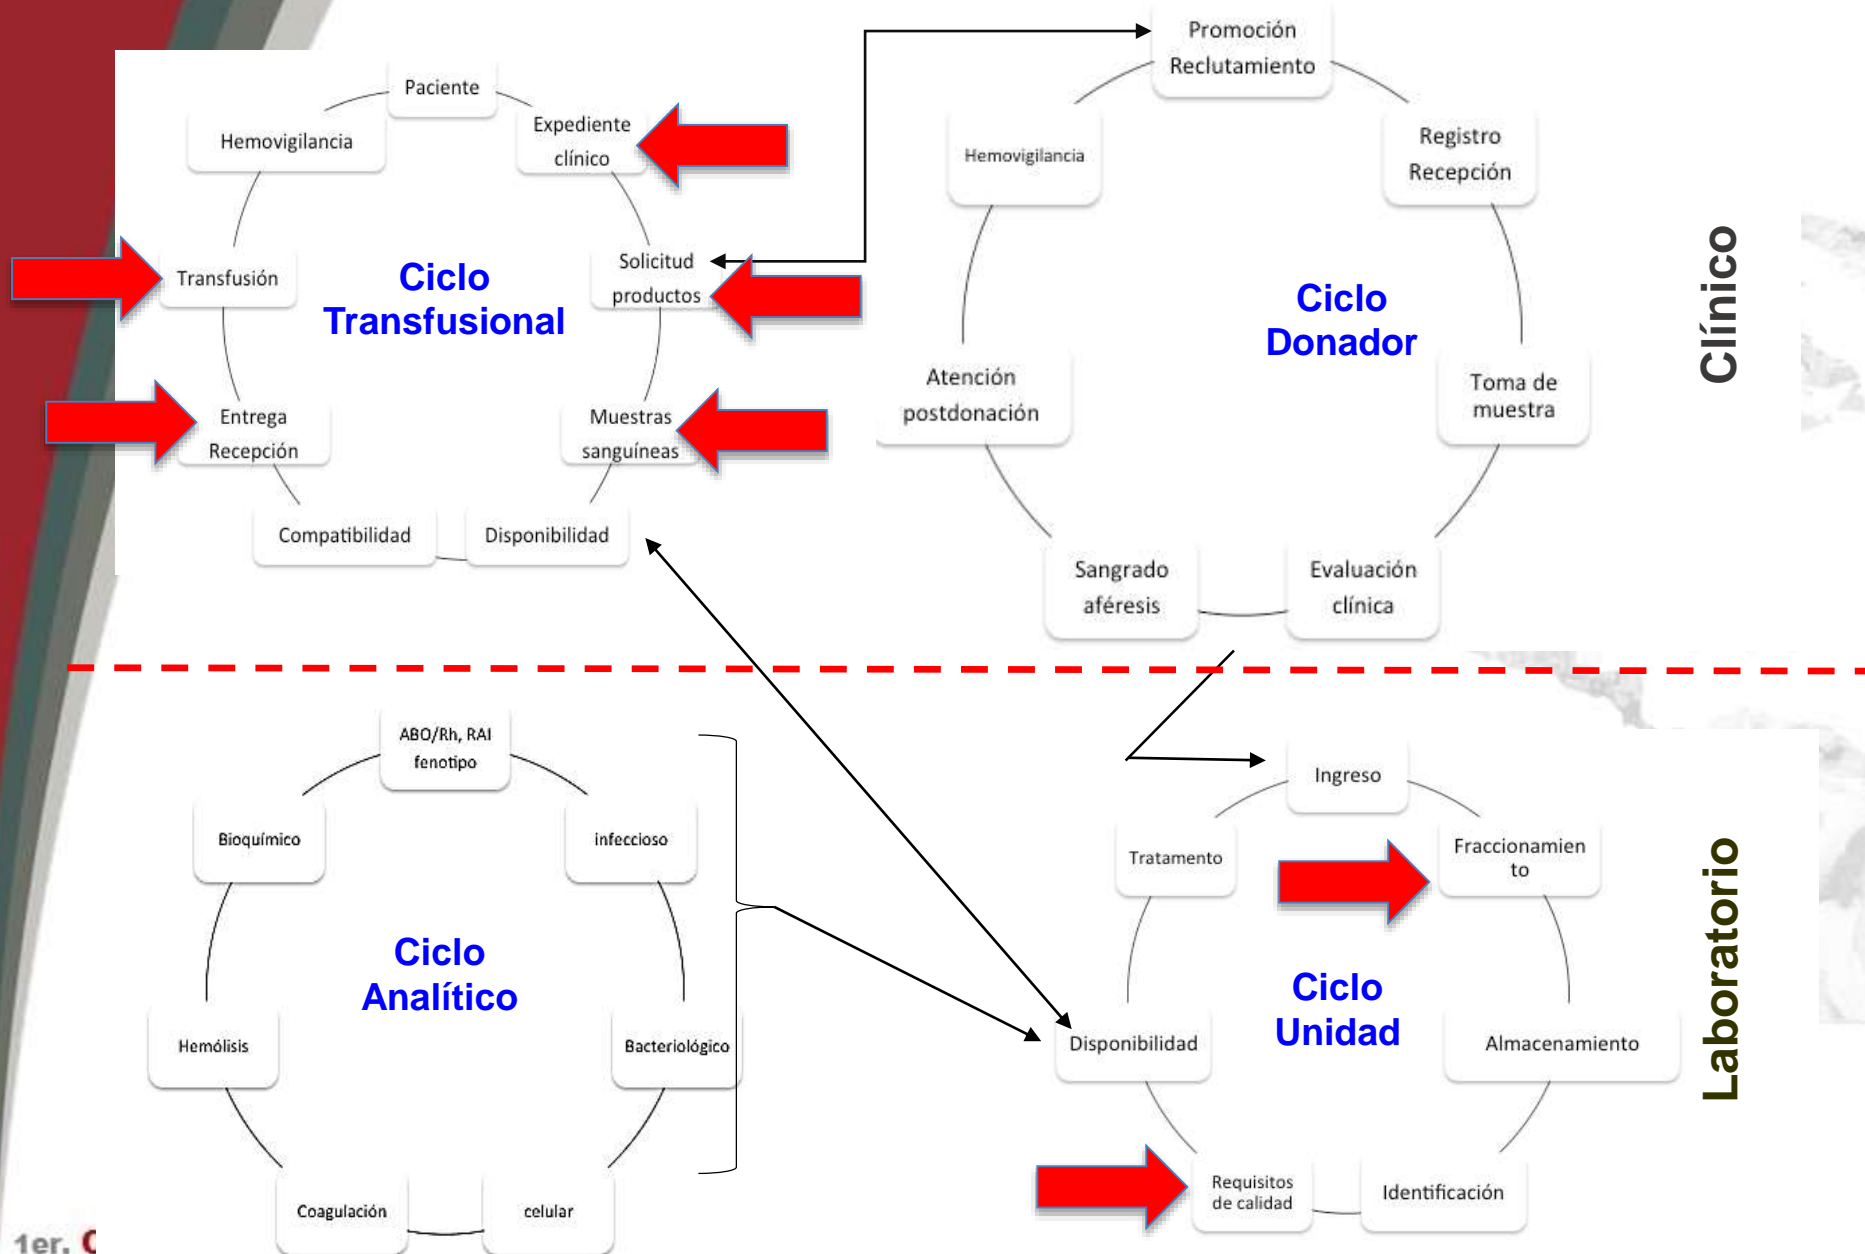 Paciente
Expediente
clínico
Solicitud
productos
Muestras
sanguíneas
Disponibilidad
Compatibilidad
Entrega
Recepción
Transfusión
Hemovigilancia
Ciclo
Transfusional
Promoción
Reclutamiento
Registro
Recepción
Toma de
muestra
Evaluación
clínica
Sangrado
aféresis
Atención
postdonación
Hemovigilancia
Ciclo
Donador
Clínico
ABO/Rh, RAI
fenotipo
infeccioso
Bacteriológico
celular
Coagulación
Hemólisis
Bioquímico
Ciclo
Analítico
Ingreso
Fraccionamien
to
Almacenamiento
Identificación
Requisitos
de calidad
Disponibilidad
Tratamento
Ciclo
Unidad
Laboratorio
1er.